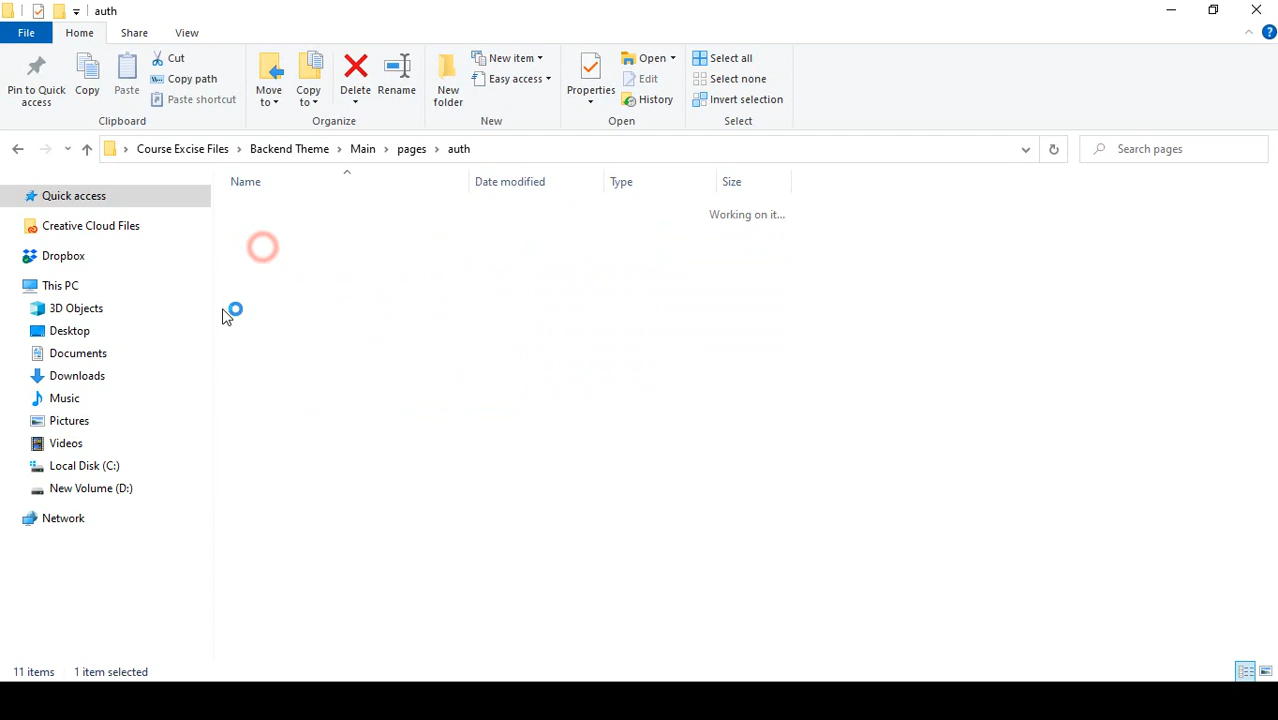 auth
File Home Share View
Pin to Quick access
Copy
Paste
Cut
Copy path
Paste shortcut
Clipboard
Move to
Copy to
Delete
Rename
Organize
New folder
New item
Easy access
New
Properties
Open
Edit
History
Open
Select all
Select none
Invert selection
Select
Course Excise Files > Backend Theme > Main > pages > auth
Search pages
Name Date modified Type Size
Working on it...
Quick access
Creative Cloud Files
Dropbox
This PC
3D Objects
Desktop
Documents
Downloads
Music
Pictures
Videos
Local Disk (C:)
New Volume (D:)
Network
11 items 1 item selected